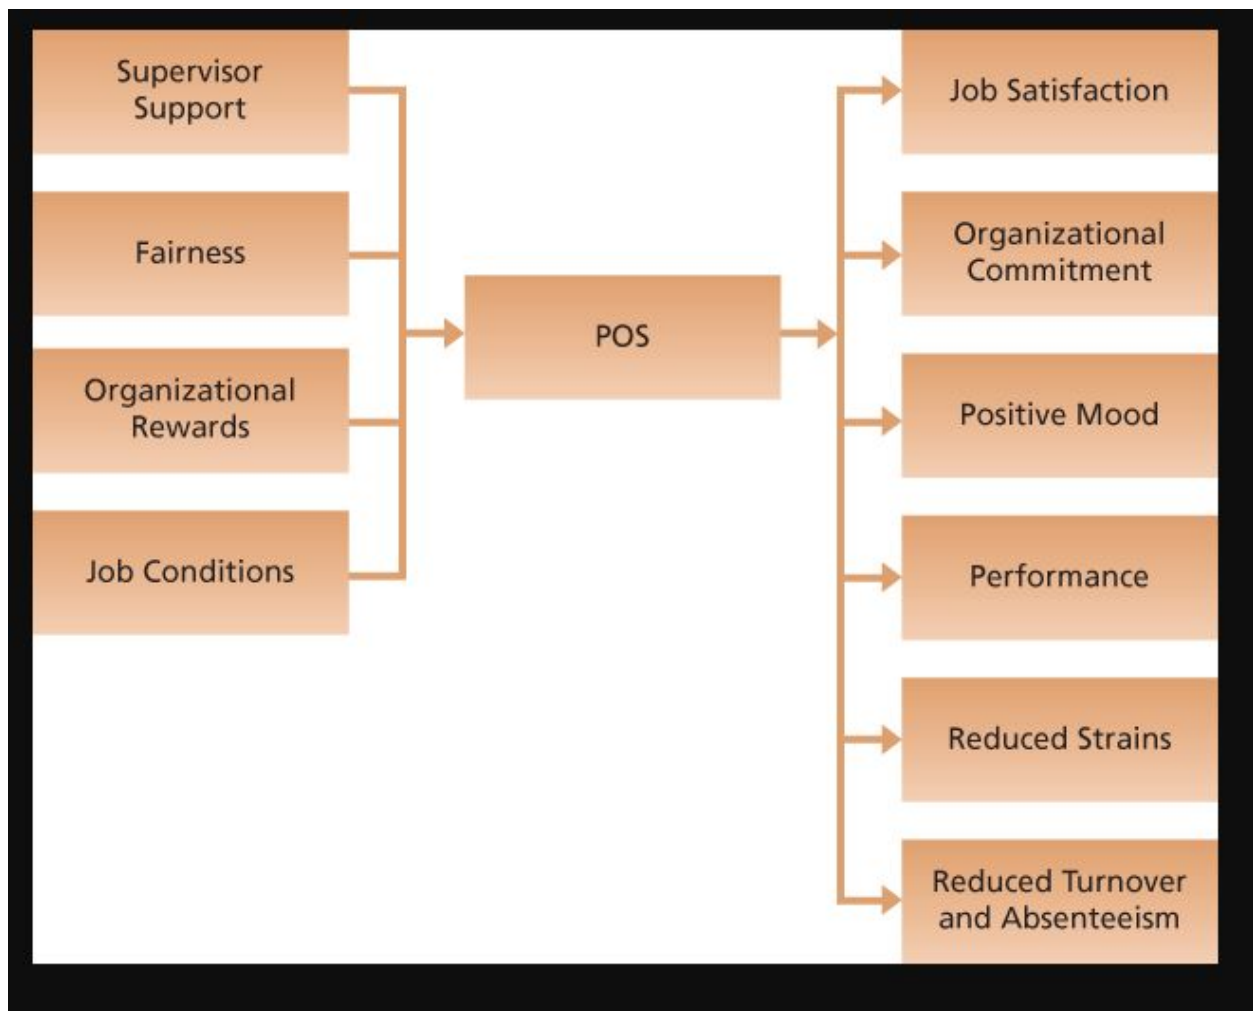 Supervisor
Support
Fairness
Organizational
Rewards
Job Conditions
POS
Job Satisfaction
Organizational
Commitment
Positive Mood
Performance
Reduced Strains
Reduced Turnover
and Absenteeism